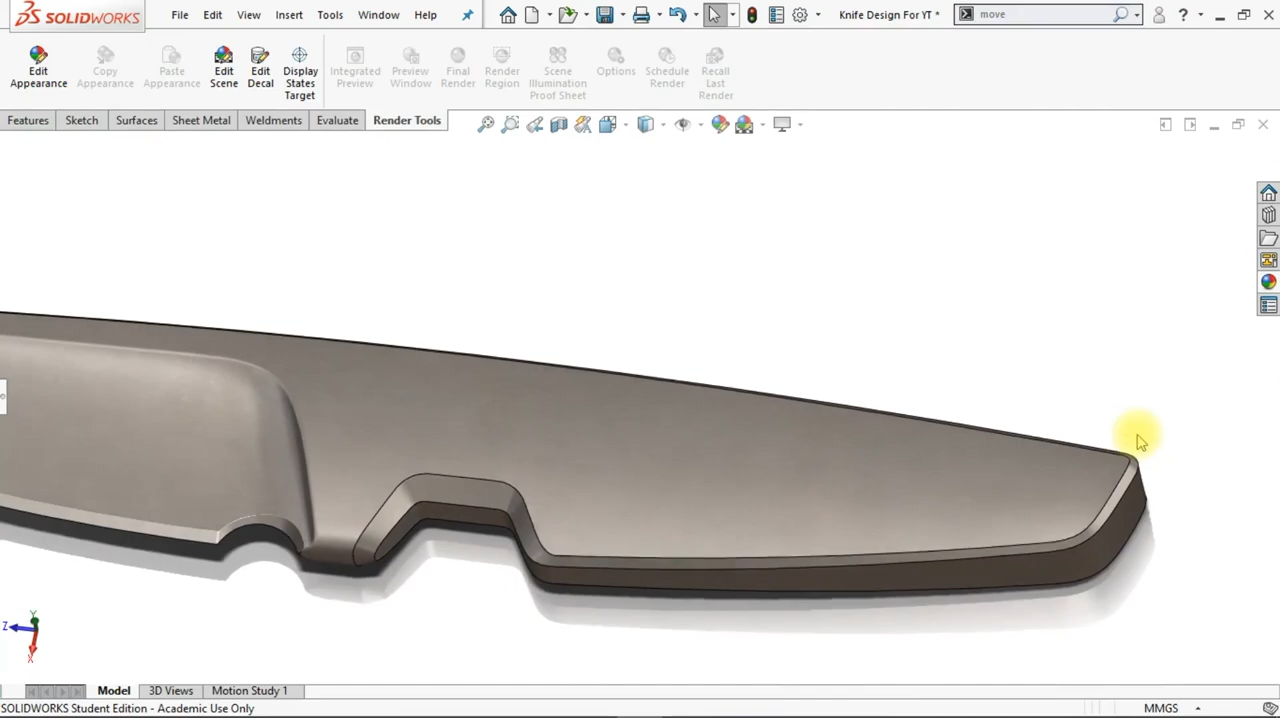 SOLIDWORKS File Edit View Insert Tools Window Help Knife Design For YT * move ?
Edit Appearance
Copy Appearance
Paste Appearance
Edit Scene
Edit Decal
Display States Target
Integrated Preview
Preview Window
Final Render
Render Region
Scene Illumination Proof Sheet
Options
Schedule Render
Recall Last Render
Features Sketch Surfaces Sheet Metal Weldments Evaluate Render Tools
Y
Z
X
Model 3D Views Motion Study 1
SOLIDWORKS Student Edition - Academic Use Only MMGS